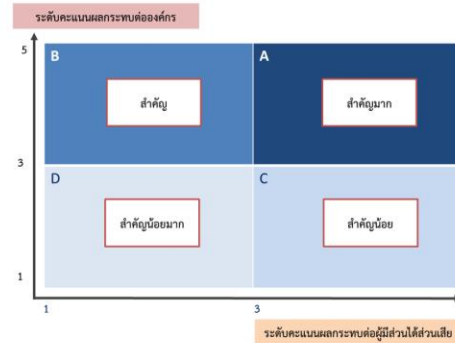 ระดับคะแนนผลกระทบต่อองค์กร
5
B
A
สำคัญ
สำคัญมาก
3
D
C
สำคัญน้อยมาก
สำคัญน้อย
1
1
3
ระดับคะแนนผลกระทบต่อผู้มีส่วนได้ส่วนเสีย